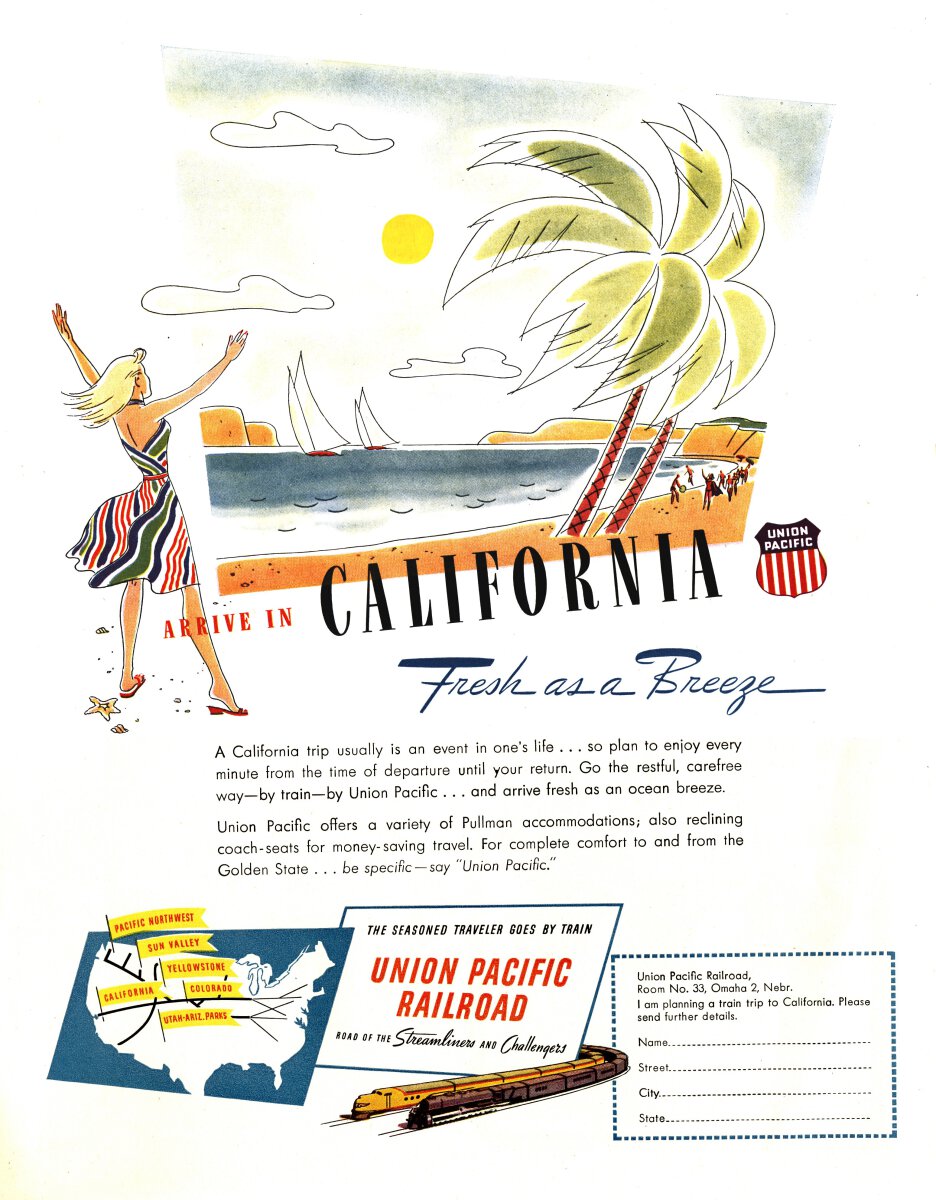 UNION
PACIFIC
ARRIVE IN CALIFORNIA
Fresh as a Breeze
A California trip usually is an event in one's life . . . so plan to enjoy every
minute from the time of departure until your return. Go the restful, carefree
way—by train—by Union Pacific . . . and arrive fresh as an ocean breeze.
Union Pacific offers a variety of Pullman accommodations; also reclining
coach-seats for money-saving travel. For complete comfort to and from the
Golden State . . . be specific—say "Union Pacific."
PACIFIC NORTHWEST
SUN VALLEY
YELLOWSTONE
CALIFORNIA
COLORADO
UTAH-ARIZ. PARKS
THE SEASONED TRAVELER GOES BY TRAIN
UNION PACIFIC
RAILROAD
ROAD OF THE Streamliners AND Challengers
Union Pacific Railroad,
Room No. 33, Omaha 2, Nebr.
I am planning a train trip to California. Please
send further details.
Name
Street
City
State